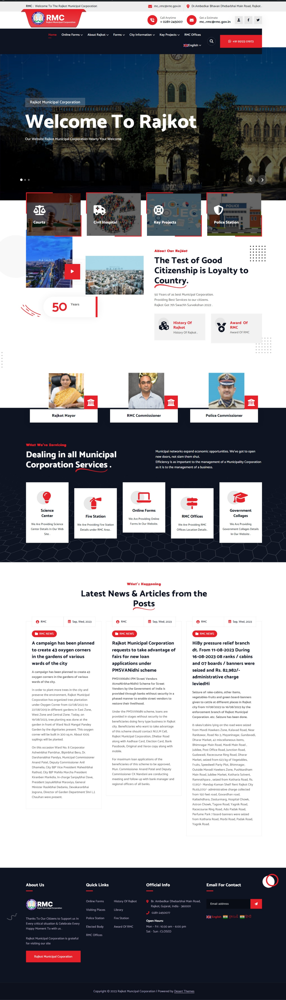 RMC : Welcome To The Rajkot Municipal Corporation
mc_rmc@rmc.gov.in
Dr.Ambedkar Bhavan Dhebarbhai Main Road, Rajkot .
RMC
Rajkot Municipal Corporation
Call Anytime
+ 0281-245007
Get a Estimate
mc_rmc@rmc.gov.in
Home
Online Forms
About Rajkot
Forms
City Information
Key Projects
RMC Offices
English
+91 95123 01973
Rajkot Municipal Corporation
Welcome To Rajkot
Our Website Rajkot Municipal Corporation Hearty Your Welcome .
Courts
Civil Hospital
Key Projects
POLICE
Police Station
RAJKOT
RAJKOT
50
Years
About Our Rajkot
The Test of Good
Citizenship is Loyalty to
Country.
50 Years of as best Municipal Corporation.
Providing Best Services to our citizens.
Rajkot Got 7th Swachh Survekshan 2022 .
History Of
Rajkot
History Of Rajkot .
Award Of
RMC
Award Of RMC
Rajkot Mayor
RMC Commissioner
Police Commissioner
What We're Servicing
Dealing in all Municipal
Corporation Services .
Municipal networks expand economic opportunities. We've got to open
new doors, not slam them shut.
Efficiency is as important to the management of a Municipality Corporation
as it is to the management of a business.
Science
Center
We Are Providing Science
Center Details In Our Web
Site .
Fire Station
We Are Providing Fire Station
Details under RMC Area .
Online Forms
We Are Providing Online
Forms In Our Website.
RMC Offices
We Are Providing RMC
Offices Location Details .
Government
Collages
We Are Providing
Government Collages Details
In Our Website .
What's Happening
Latest News & Articles from the
Posts
RMC
Sep, Wed, 2023
RMC NEWS
A campaign has been planned
to create 43 oxygen corners
in the gardens of various
wards of the city
A campaign has been planned to create 43
oxygen corners in the gardens of various
wards of the city.
In order to plant more trees in the city and
preserve the environment, Rajkot Municipal
Corporation has organized tree plantation
under Oxygen Corner from 02/08/2023 to
22/08/2013 in different gardens in East Zone,
West Zone and Central Zone. Today, on
19/08/2023, tree planting was done at the
garden in front of Ward No.8 Mangal Pandey
Garden by the dignitaries present. This oxygen
corner will be built in 300 sq.m. About 1005
saplings will be planted.
On this occasion Ward No. 8 Corporator
Ashwinbhai Pambhar, Bipinbhai Bera, Dr.
Darshanabhai Pandya, Municipal Commissioner
Anand Patel, Deputy Commissioner Anil
Dhamelia, City BJP Vice President Maheshbhai
Rathod, City BJP Mahila Morcha President
Kiranben Mankdia, In-charge Sanjaybhai Dave,
President Jaysukhbhai Maraviya, General
Minister Rasikbhai Dedania, Devakaranbhai
Jograna, Director of Garden Department Shri L.J.
Chauhan were present.
RMC
Sep, Wed, 2023
RMC NEWS
Rajkot Municipal Corporation
requests to take advantage of
fairs for new loan
applications under
PMSVANidhi scheme
PMSVANidhi (PM Street Vendors
AtmaNirbharNidhi) Scheme for Street
Vendors by the Government of India is
provided through banks without security in a
phased manner to enable street vendors to
restore their livelihood.
Under the PMSVANidhi scheme, loans are
provided in stages without security to the
beneficiaries doing ferry type business in Rajkot
city. Beneficiaries who want to take advantage
of this scheme should contact NULM Cell,
Rajkot Municipal Corporation, Dhebar Road
along with Aadhaar Card, Election Card, Bank
Passbook, Original and Xerox copy along with
mobile.
For maximum loan applications of the
beneficiaries of this scheme to be approved,
Mun. Commissioner Anand Patel and Deputy
Commissioner CK Nandani are conducting
meeting and follow-up with bank manager and
regional officers of all banks.
RMC
Sep, Wed, 2023
RMC NEWS
HiBy pressure relief branch
dt. From 11-08-2023 During
16-08-2023 08 ranks / cabins
and 07 boards / banners were
seized and Rs. 82,982/-
administrative charge
leviedHi
Seizure of rake-cabins, other items,
vegetables-fruits and green board-banners
given to cattle at different places in Rajkot
city from 11/08/2023 to 16/08/2023 by the
enforcement branch of Rajkot Municipal
Corporation. etc. Seizure has been done.
8 rakes/cabins lying on the road were seized
from Mavdi Hawkers Zone, Kalavad Road, Near
Ranitawar, Road No-3, Mayaninagar, Gundavadi,
Dharar Market, 42 miscellaneous items,
Bhimnagar Main Road, Mavdi Main Road ,
Jubilee, Post Office Road, Junction Road,
Gudawadi, Racecourse Ring Road, Dharar
Market, seized from 623 kg of Vegetables,
Fruits, Speedwell Party Plot, Bhimnagar,
Outside Mavadi Hawkers Zone, Pushkardham
Main Road, Jubilee Market, Kotharia Solvent,
Ramnathpara , seized from Kotharia Road, Rs.
17,912/- Mandap Kaman Shelf Rent Rajkot City
Rs.65,070/- administrative charge collected
from 150 feet road, Govardhan road,
Kailashdhara, Dasturmarg, Hospital Chowk,
Astron Chowk, Tagore Road, Yagnik Road,
Racecourse Ring Road, Ado Padak Road,
Perfume Park 7 board-banners were seized
from Kotharia Road, Morbi Road, Padak Road,
Yagnik Road.
About Us
RMC
Rajkot Municipal Corporation
Thanks To Our Citizens to Support us In
Every critical situation & Celebrate Every
Happy Moment To with us .
Rajkot Municipal Corporation is grateful
for visiting our site
Rajkot Municipal Coporation
Quick Links
Online Forms
History Of Rajkot
Visiting Places
Library
Police Station
Fire Station
Elected Body
Award Of RMC
RMC Offices
Official Info
Br. Ambedkar Dhebarbhai Main Road,
Rajkot, Gujarat, India - 360001
0281-2450077
Open Hours:
Mon – Fri : 10:30 am – 6:00 pm
Sat - Sun : CLOSED
Email For Contact
Email address
English
ગુજરાતી
हिन्दी
Copyright © 2023 Rajkot Muncipal Corporation | Powered by Desert Themes